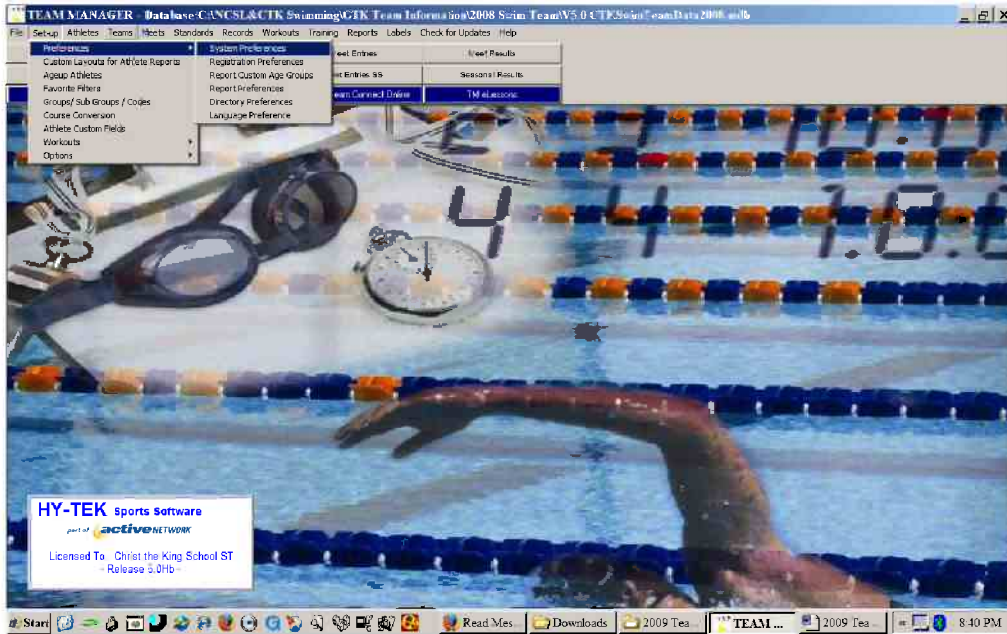 TEAM MANAGER - Database:C:\NCSL&CTK Swimming\CTK Team Information\2008 Swim Team\V5.0 CTKSwimTeamData2008.mdb
File Set-up Athletes Teams Meets Standards Records Workouts Training Reports Labels Check for Updates Help
Preferences
Custom Layouts for Athlete Reports
Ageup Athletes
Favorite Filters
Groups/ Sub Groups / Codes
Course Conversion
Athlete Custom Fields
Workouts
Options
System Preferences
Registration Preferences
Report Custom Age Groups
Report Preferences
Directory Preferences
Language Preference
eet Entries Meet Results
et Entries SS Seasonal Results
eam Connect Online TM eLessons
HY-TEK Sports Software
part of active NETWORK
Licensed To Christ the King School ST
- Release 5.0Hb -
Start Read Mes... Downloads 2009 Tea... TEAM ... 2009 Tea... 8:40 PM